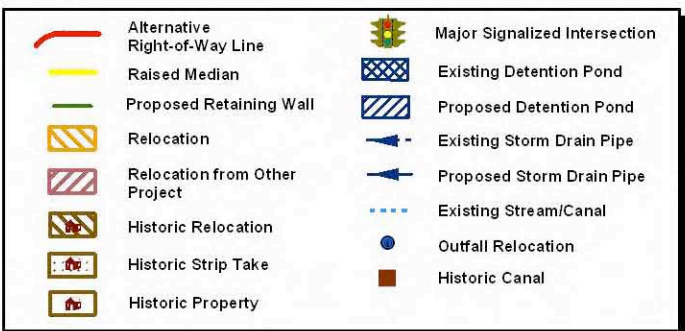 Alternative
Right-of-Way Line
Raised Median
Proposed Retaining Wall
Relocation
Relocation from Other
Project
Historic Relocation
Historic Strip Take
Historic Property
Major Signalized Intersection
Existing Detention Pond
Proposed Detention Pond
Existing Storm Drain Pipe
Proposed Storm Drain Pipe
Existing Stream/Canal
Outfall Relocation
Historic Canal